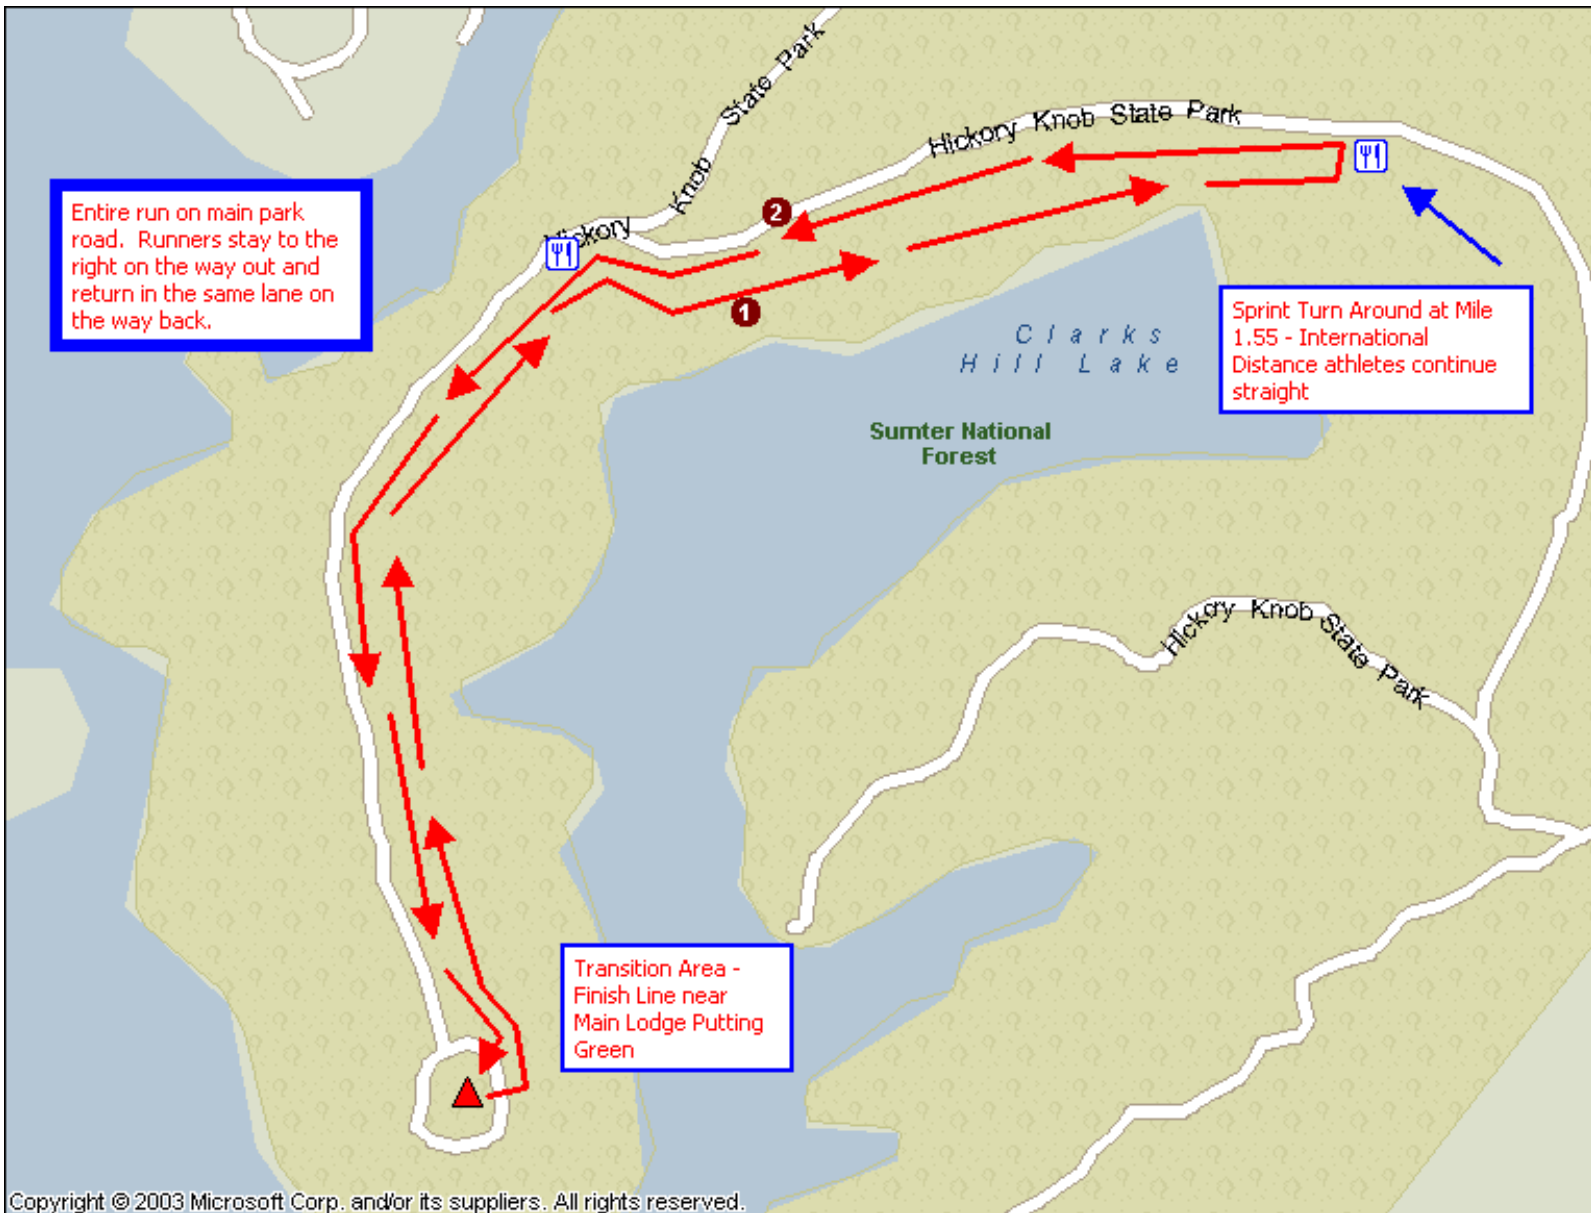 Hickory Knob State Park
Hickory Knob State Park
Entire run on main park
road. Runners stay to the
right on the way out and
return in the same lane on
the way back.
2
1
Sprint Turn Around at Mile
1.55 - International
Distance athletes continue
straight
Clarks
Hill Lake
Sumter National
Forest
Hickory Knob State Park
Transition Area -
Finish Line near
Main Lodge Putting
Green
Copyright © 2003 Microsoft Corp. and/or its suppliers. All rights reserved.